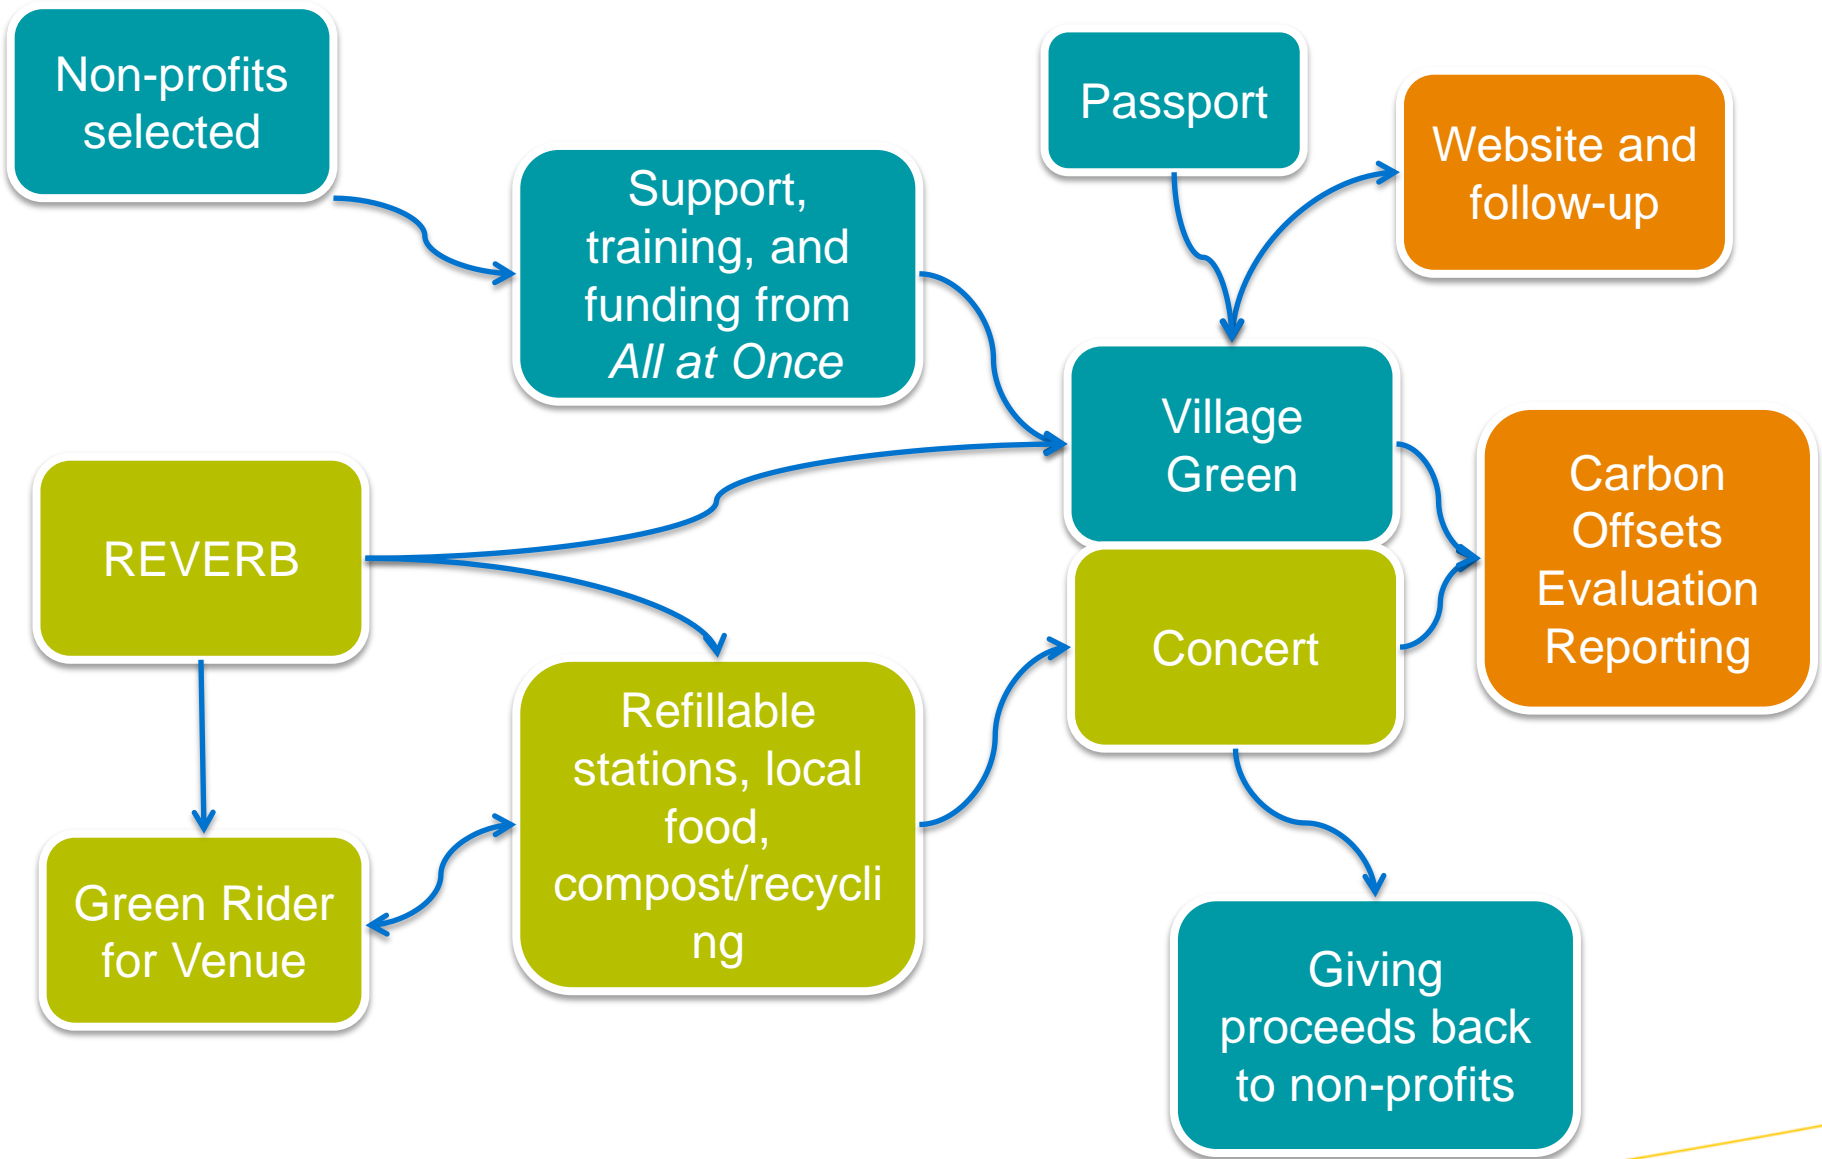 Non-profits
selected
Support,
training, and
funding from
All at Once
Passport
Website and
follow-up
Village
Green
REVERB
Concert
Carbon
Offsets
Evaluation
Reporting
Green Rider
for Venue
Refillable
stations, local
food,
compost/recycli
ng
Giving
proceeds back
to non-profits